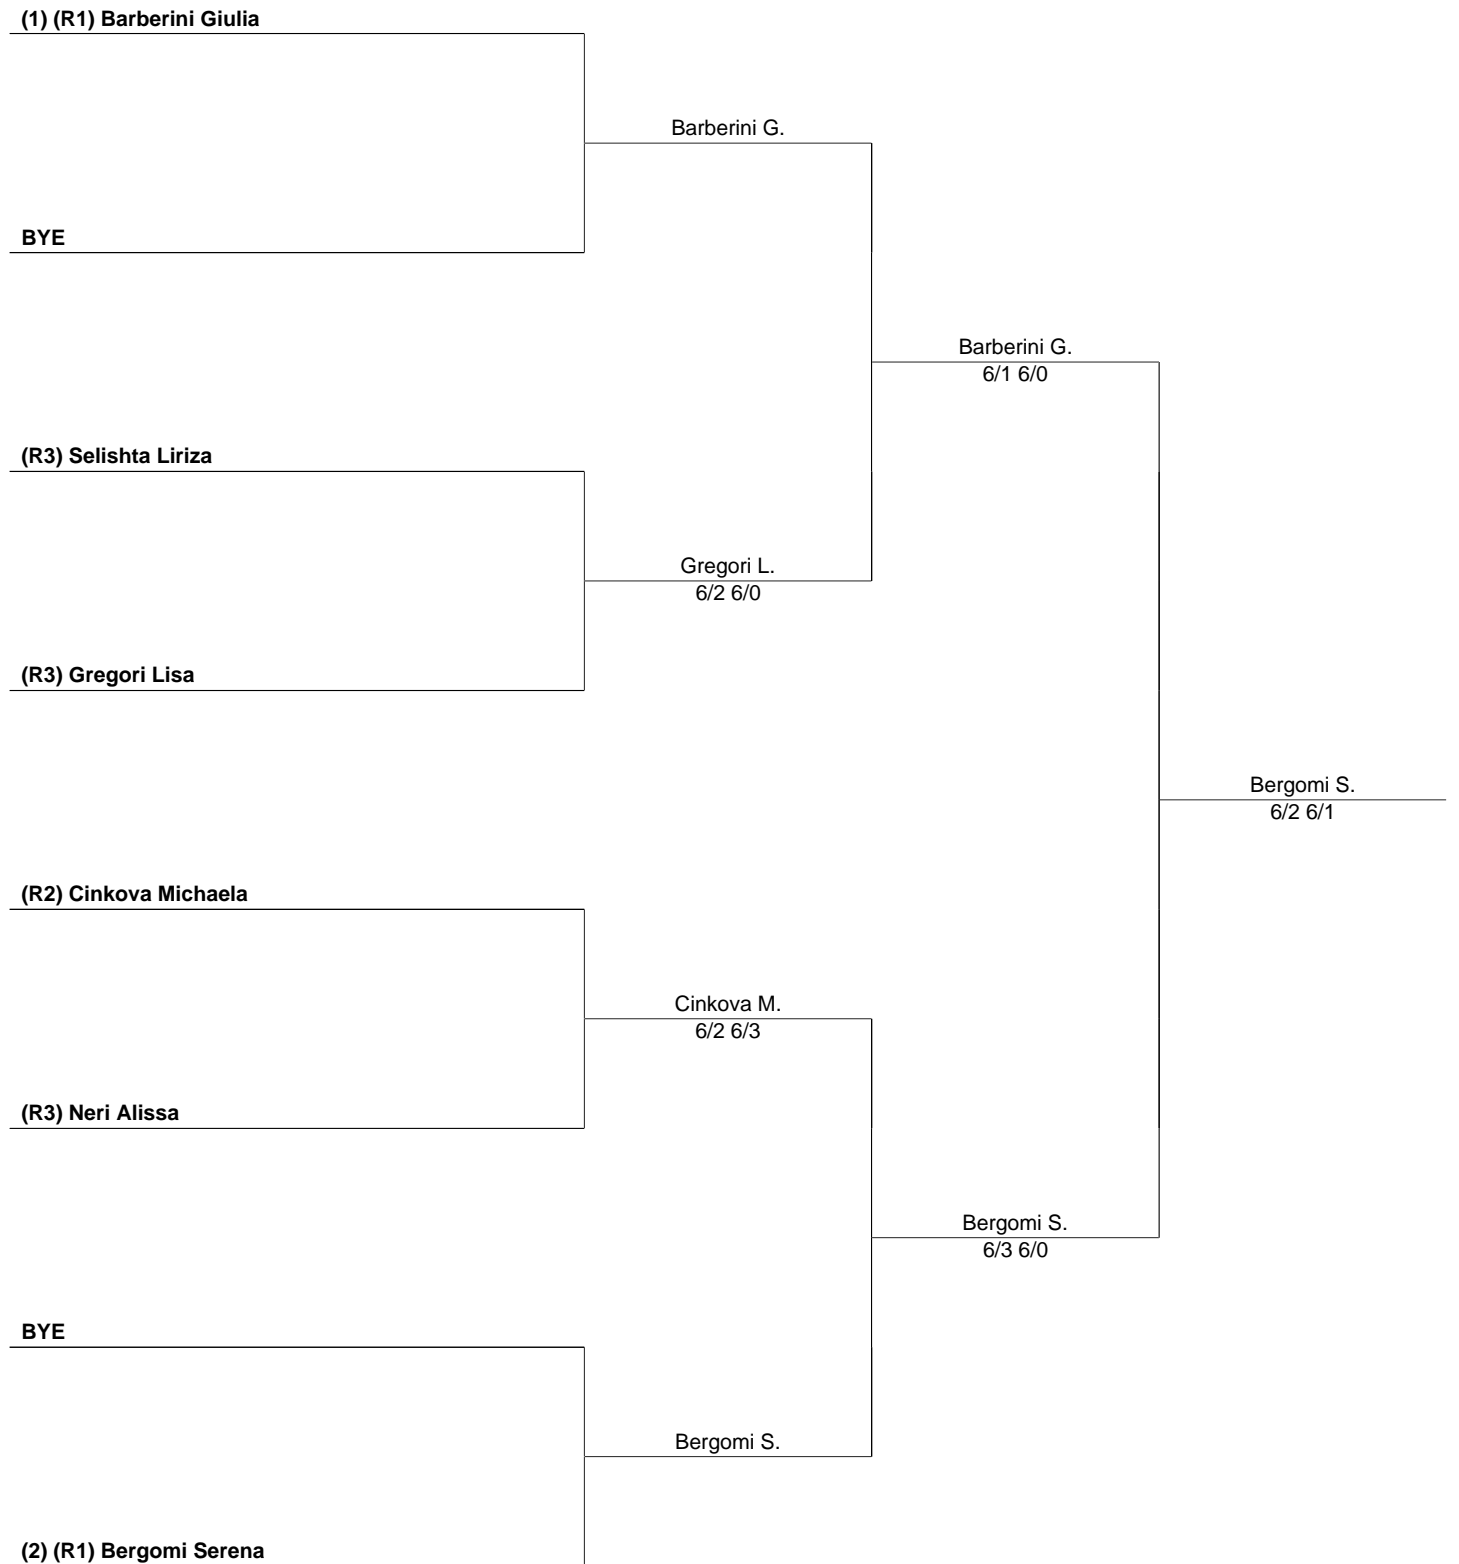 (1) (R1) Barberini Giulia
Barberini G.
BYE
Barberini G.
6/1 6/0
(R3) Selishta Liriza
Gregori L.
6/2 6/0
(R3) Gregori Lisa
Bergomi S.
6/2 6/1
(R2) Cinkova Michaela
Cinkova M.
6/2 6/3
(R3) Neri Alissa
Bergomi S.
6/3 6/0
BYE
Bergomi S.
(2) (R1) Bergomi Serena